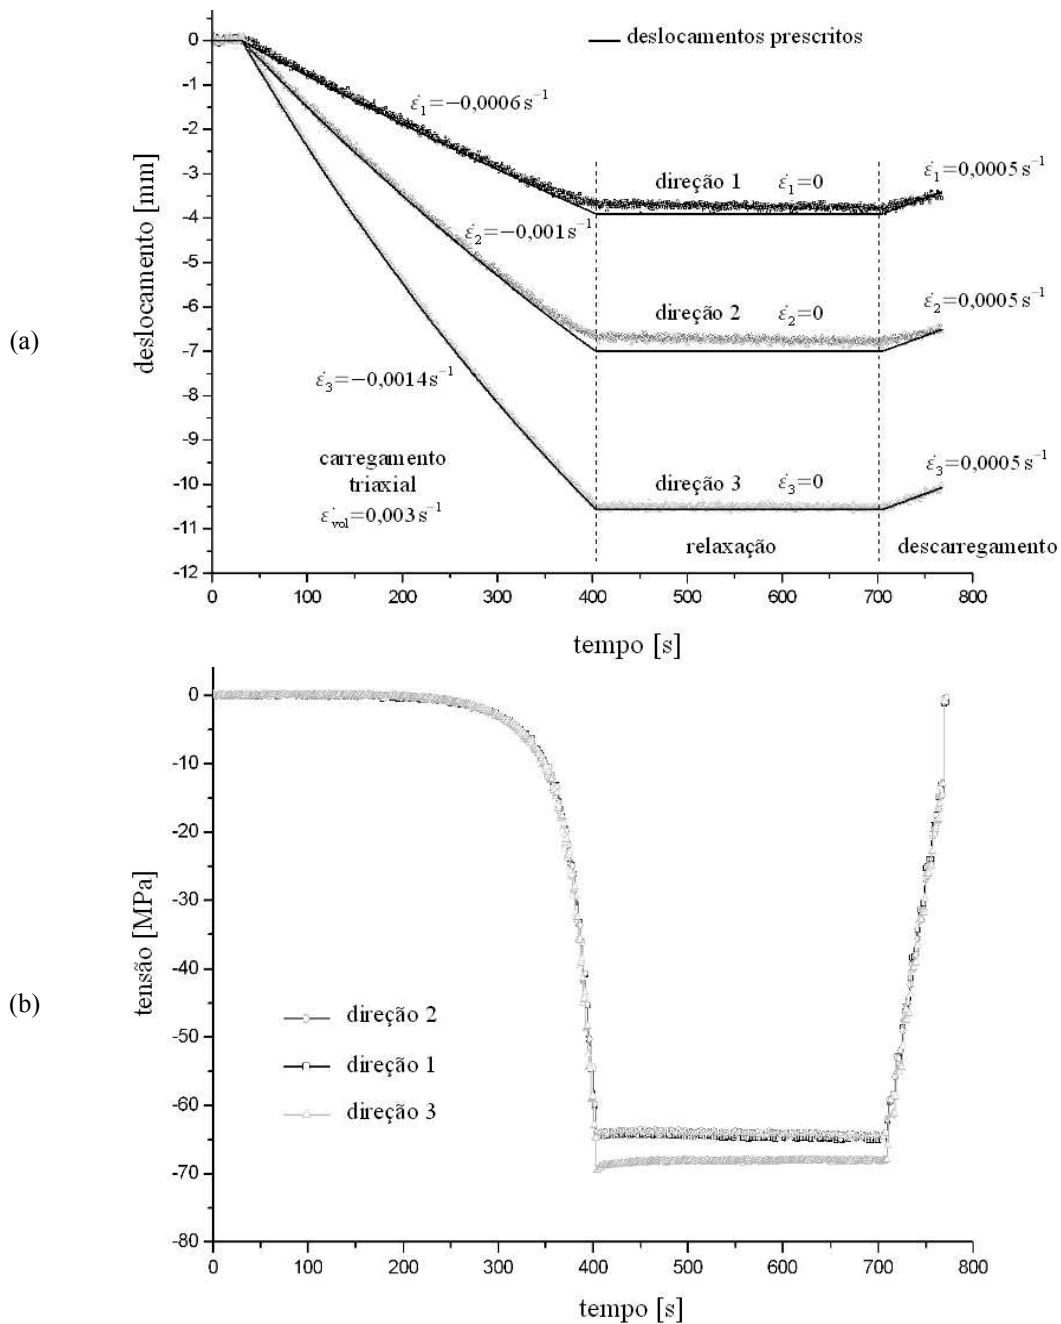 (a)
deslocamento [mm]
0
-1
-2
-3
-4
-5
-6
-7
-8
-9
-10
-11
-12
deslocamentos prescritos
ε̇₁=−0,0006 s⁻¹
ε̇₂=−0,001 s⁻¹
ε̇₃=−0,0014 s⁻¹
direção 1 ε̇₁=0
ε̇₁=0,0005 s⁻¹
direção 2 ε̇₂=0
ε̇₂=0,0005 s⁻¹
direção 3 ε̇₃=0
ε̇₃=0,0005 s⁻¹
carregamento
triaxial
ε̇vol=0,003 s⁻¹
relaxação
descarregamento
0 100 200 300 400 500 600 700 800
tempo [s]
(b)
tensão [MPa]
0
-10
-20
-30
-40
-50
-60
-70
-80
direção 2
direção 1
direção 3
0 100 200 300 400 500 600 700 800
tempo [s]